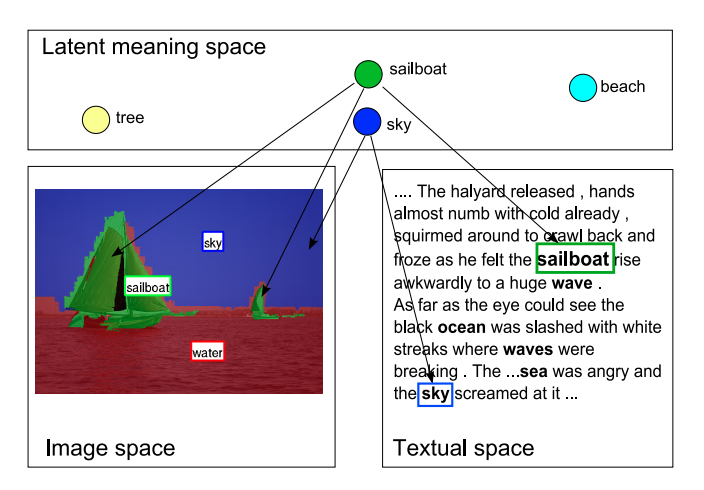 Latent meaning space
sailboat
beach
tree
sky
sky
sailboat
water
Image space
.... The halyard released , hands
almost numb with cold already ,
squirmed around to crawl back and
froze as he felt the sailboat rise
awkwardly to a huge wave .
As far as the eye could see the
black ocean was slashed with white
streaks where waves were
breaking . The ...sea was angry and
the sky screamed at it ...
Textual space